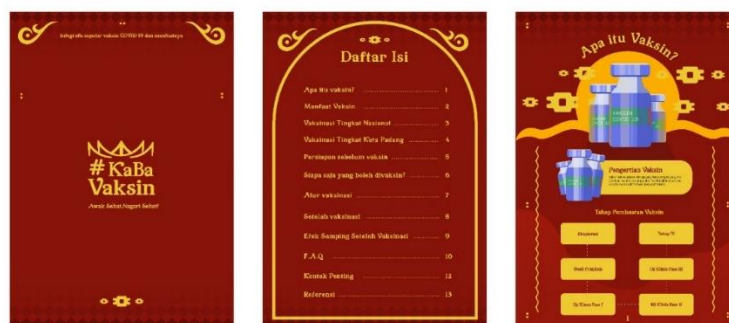 Infografis seputar vaksin COVID-19 dan manfaatnya
# KaBa
Vaksin
Awak Sehat, Nagari Sehat!
Daftar Isi
Apa itu vaksin? 1
Manfaat Vaksin 2
Vaksinasi Tingkat Nasional 3
Vaksinasi Tingkat Kota Padang 4
Persiapan sebelum vaksin 5
Siapa saja yang boleh divaksin? 6
Alur vaksinasi 7
Setelah vaksinasi 8
Efek Samping Setelah Vaksinasi 9
F.A.Q 10
Kontak Penting 12
Referensi 13
Apa itu Vaksin?
VAKSIN
COVID-19
Pengertian Vaksin
Tahap Pembuatan Vaksin
Eksplorasi
Uji Klinis Fase I
Uji Klinis Fase II
Uji Klinis Fase III
1